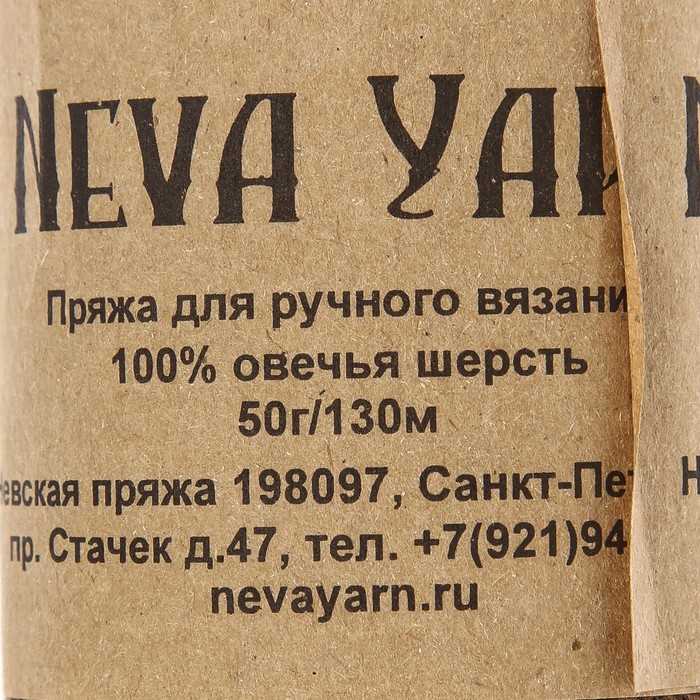 NEVA YAR
Пряжа для ручного вязани
100% овечья шерсть
50г/130м
евская пряжа 198097, Санкт-Пет
пр. Стачек д.47, тел. +7(921)94
nevayarn.ru